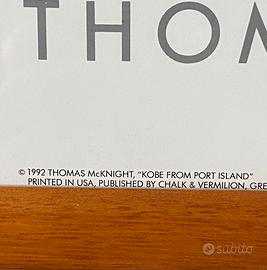 THOM
© 1992 THOMAS McKNIGHT, "KOBE FROM PORT ISLAND"
PRINTED IN USA, PUBLISHED BY CHALK & VERMILION, GRE
subito